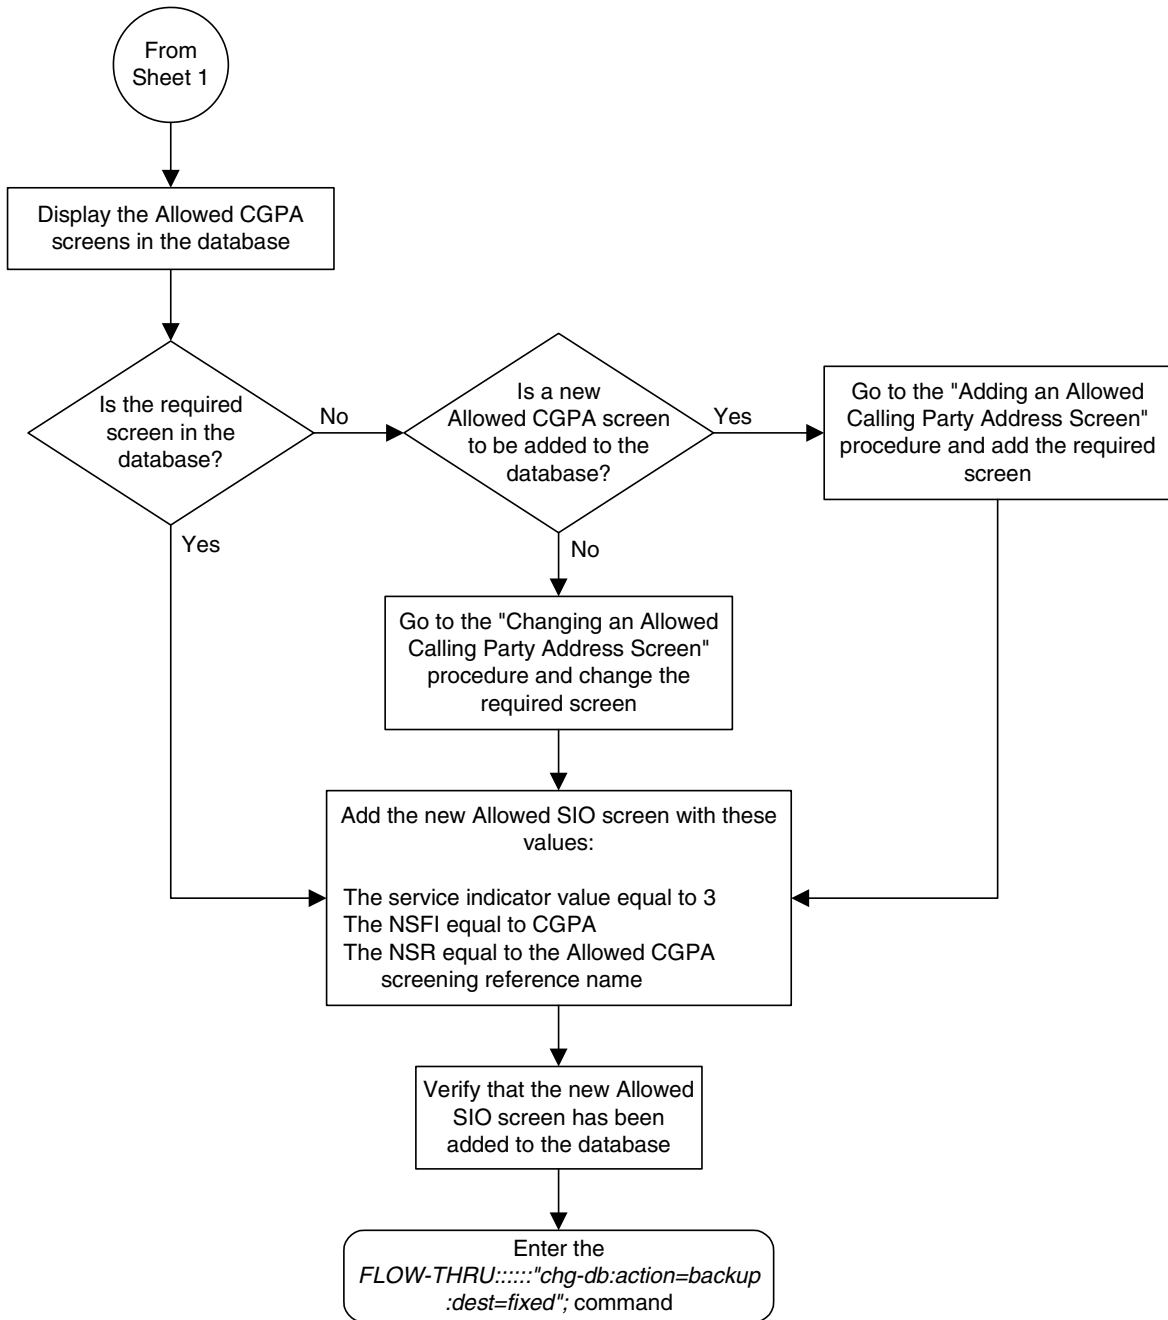 From
Sheet 1
Display the Allowed CGPA
screens in the database
Is the required
screen in the
database?
No
Yes
Is a new
Allowed CGPA screen
to be added to the
database?
Yes
No
Go to the "Adding an Allowed
Calling Party Address Screen"
procedure and add the required
screen
Go to the "Changing an Allowed
Calling Party Address Screen"
procedure and change the
required screen
Add the new Allowed SIO screen with these
values:
The service indicator value equal to 3
The NSFI equal to CGPA
The NSR equal to the Allowed CGPA
screening reference name
Verify that the new Allowed
SIO screen has been
added to the database
Enter the
FLOW-THRU::::::"chg-db:action=backup
:dest=fixed"; command